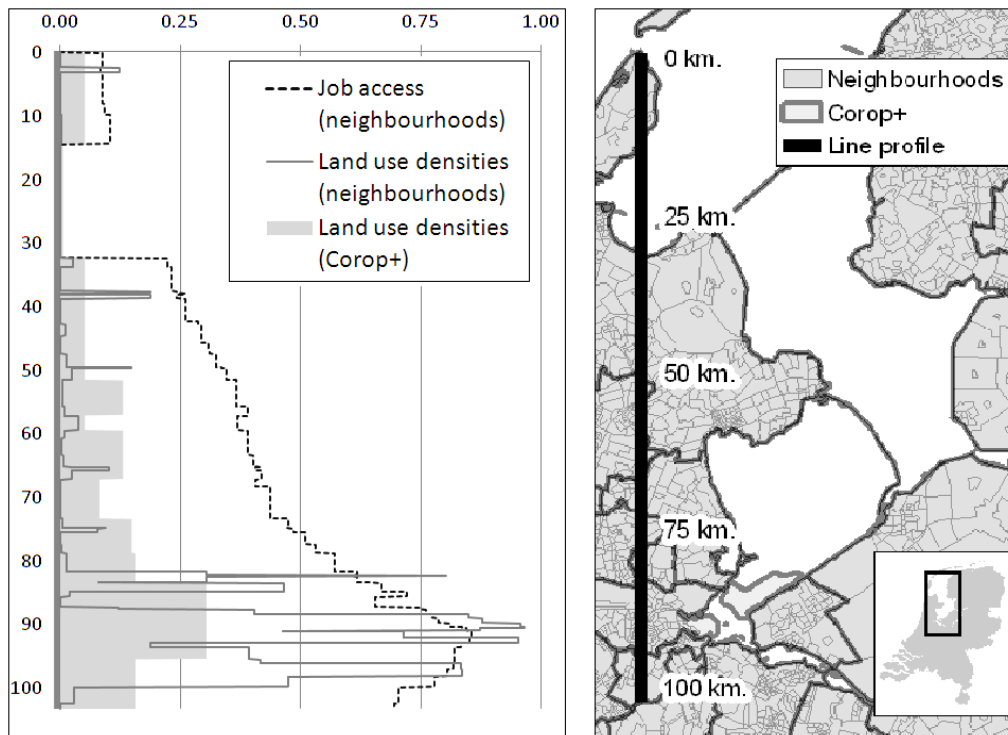 0.00 0.25 0.50 0.75 1.00
0
10
20
30
40
50
60
70
80
90
100
Job access
(neighbourhoods)
Land use densities
(neighbourhoods)
Land use densities
(Corop+)
0 km.
25 km.
50 km.
75 km.
100 km.
Neighbourhoods
Corop+
Line profile